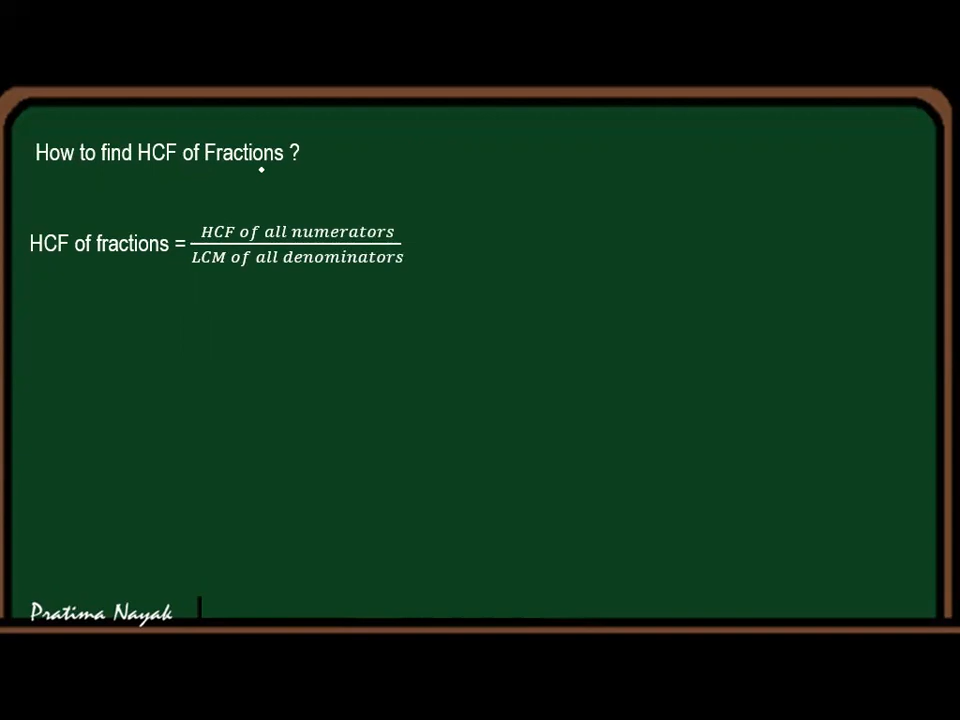 How to find HCF of Fractions ?
HCF of fractions = HCF of all numerators / LCM of all denominators
Pratima Nayak